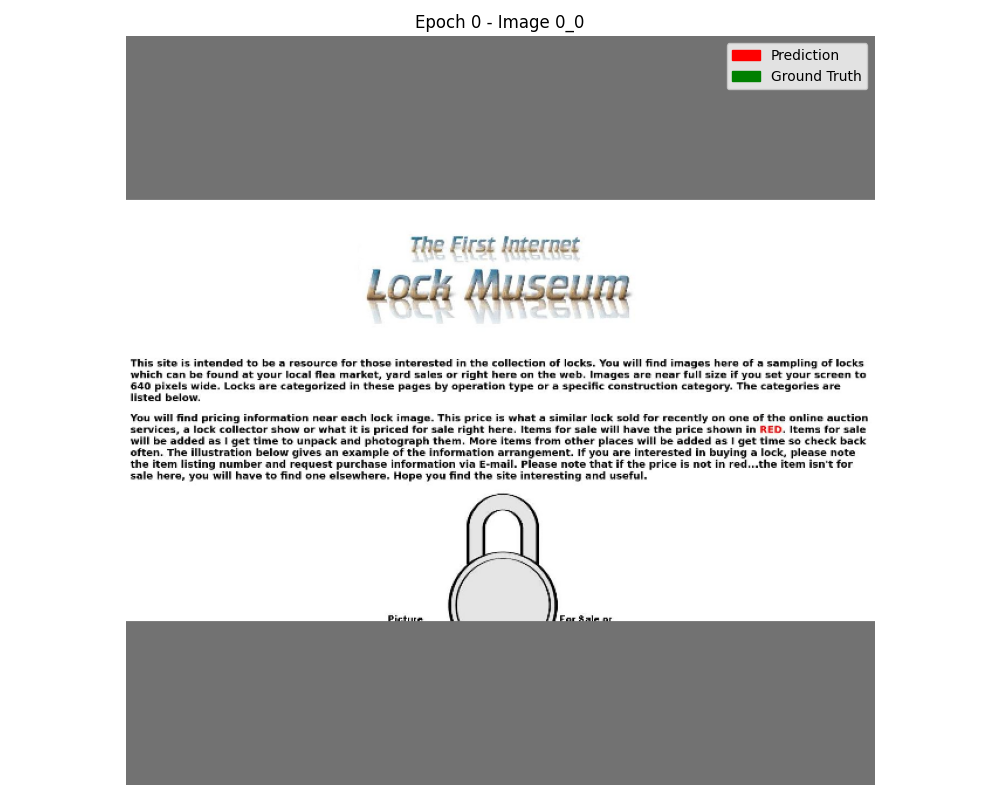 Epoch 0 - Image 0_0
Prediction
Ground Truth
The First Internet
Lock Museum
This site is intended to be a resource for those interested in the collection of locks. You will find images here of a sampling of locks
which can be found at your local flea market, yard sales or right here on the web. Images are near full size if you set your screen to
640 pixels wide. Locks are categorized in these pages by operation type or a specific construction category. The categories are
listed below.
You will find pricing information near each lock image. This price is what a similar lock sold for recently on one of the online auction
services, a lock collector show or what it is priced for sale right here. Items for sale will have the price shown in RED. Items for sale
will be added as I get time to unpack and photograph them. More items from other places will be added as I get time so check back
often. The illustration below gives an example of the information arrangement. If you are interested in buying a lock, please note
the item listing number and request purchase information via E-mail. Please note that if the price is not in red...the item isn't for
sale here, you will have to find one elsewhere. Hope you find the site interesting and useful.
Picture For Sale or